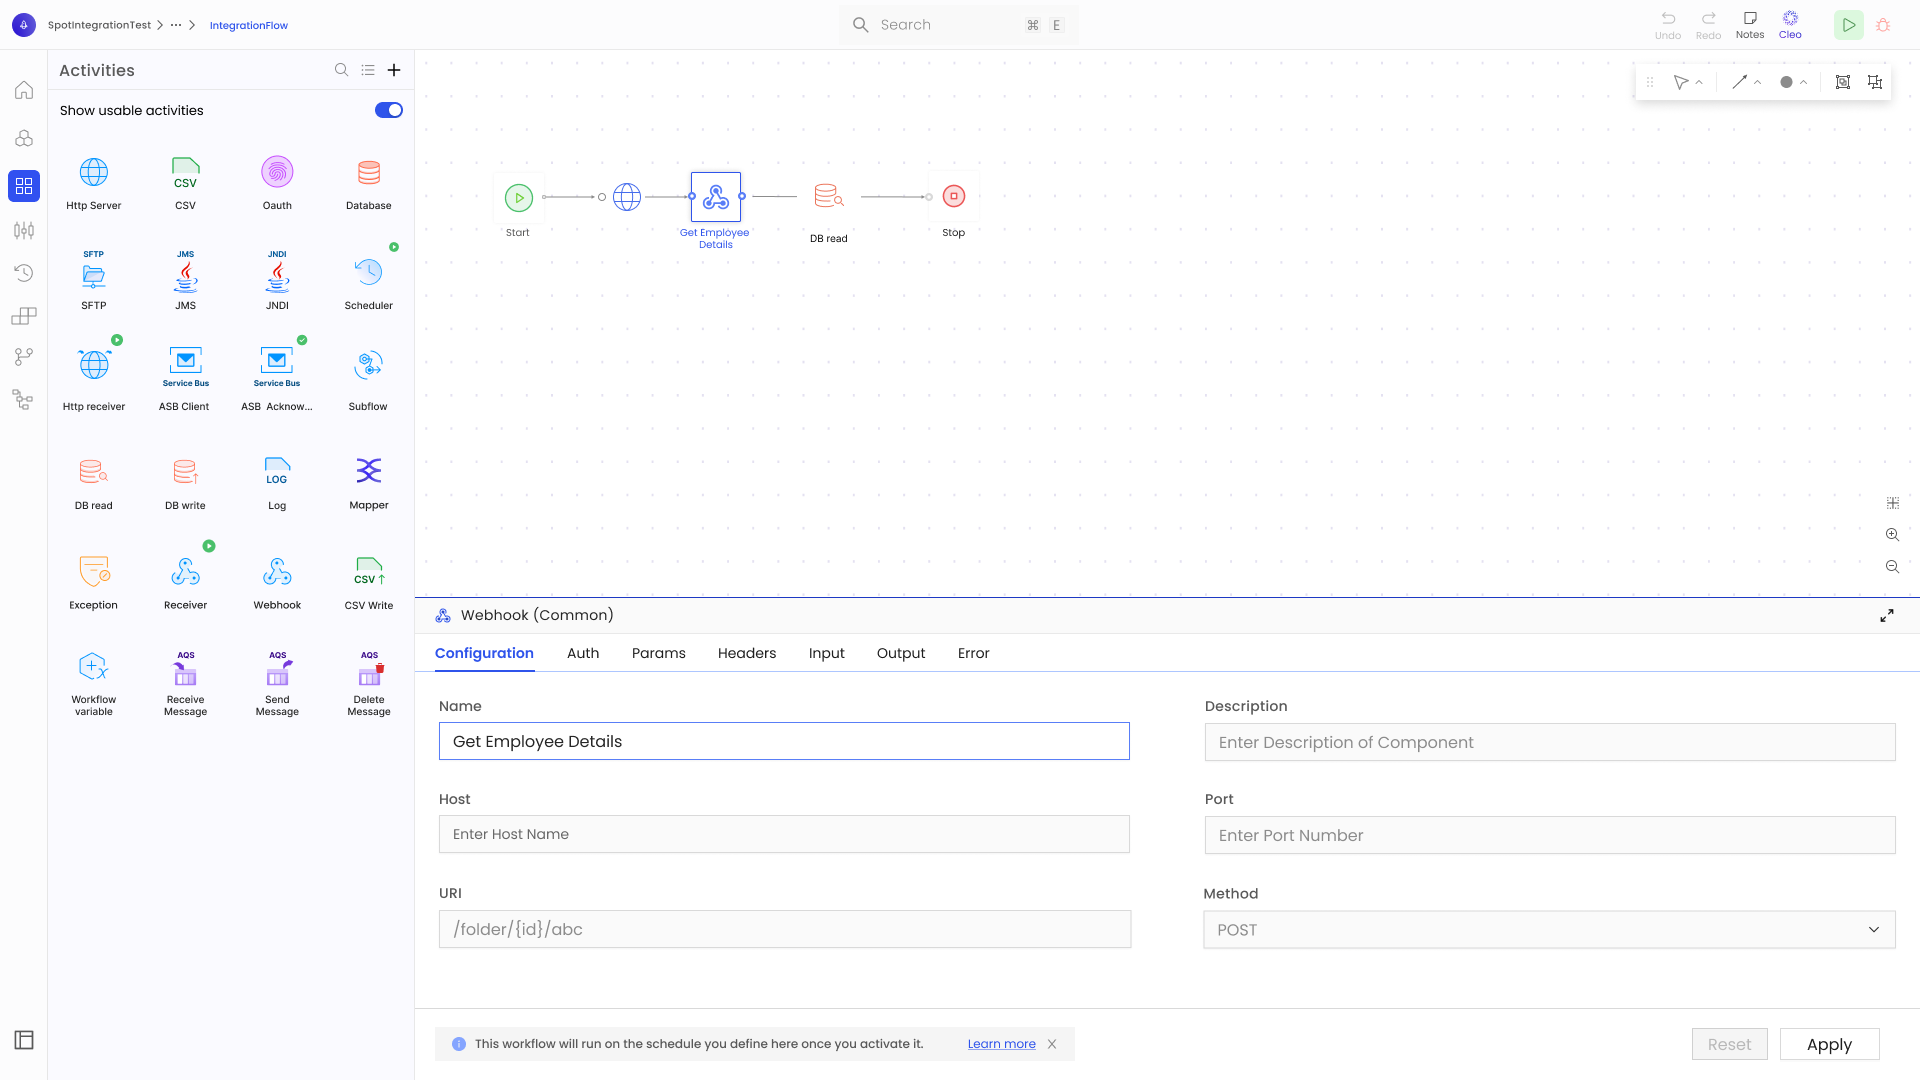 SpotIntegrationTest
IntegrationFlow
Search
⌘ E
Undo
Redo
Notes
Cleo
Activities
Show usable activities
Http Server
CSV
CSV
Oauth
Database
SFTP
SFTP
JMS
JMS
JNDI
JNDI
Scheduler
Http receiver
Service Bus
ASB Client
Service Bus
ASB Acknow...
Subflow
DB read
DB write
LOG
Log
Mapper
Exception
Receiver
Webhook
CSV
CSV Write
Workflow
variable
AQS
Receive
Message
AQS
Send
Message
AQS
Delete
Message
Start
Get Employee
Details
DB read
Stop
Webhook (Common)
Configuration
Auth
Params
Headers
Input
Output
Error
Name
Get Employee Details
Description
Enter Description of Component
Host
Enter Host Name
Port
Enter Port Number
URI
/folder/{id}/abc
Method
POST
This workflow will run on the schedule you define here once you activate it.
Learn more
Reset
Apply